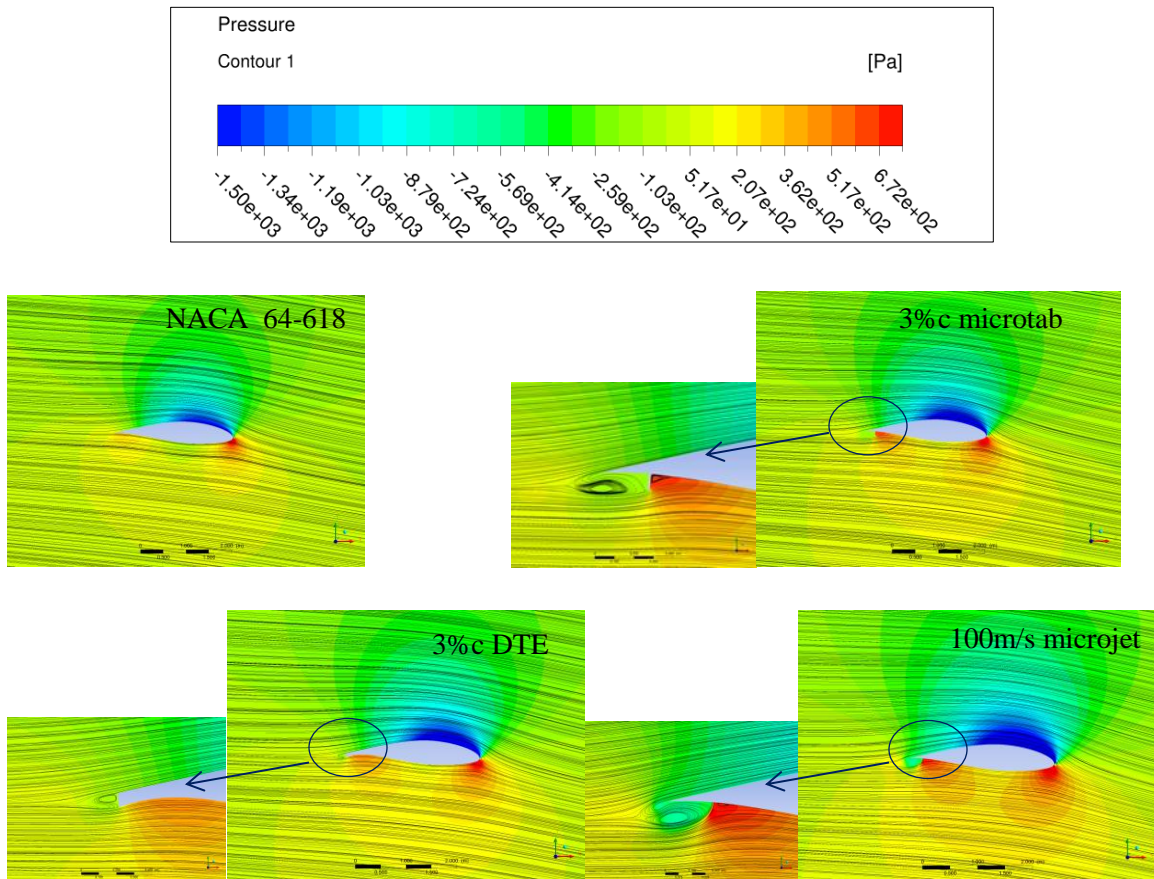 Pressure
Contour 1
[Pa]
-1.50e+03
-1.34e+03
-1.19e+03
-1.03e+03
-8.79e+02
-7.24e+02
-5.69e+02
-4.14e+02
-2.59e+02
-1.03e+02
5.17e+01
2.07e+02
3.62e+02
5.17e+02
6.72e+02
NACA 64-618
3%c microtab
3%c DTE
100m/s microjet